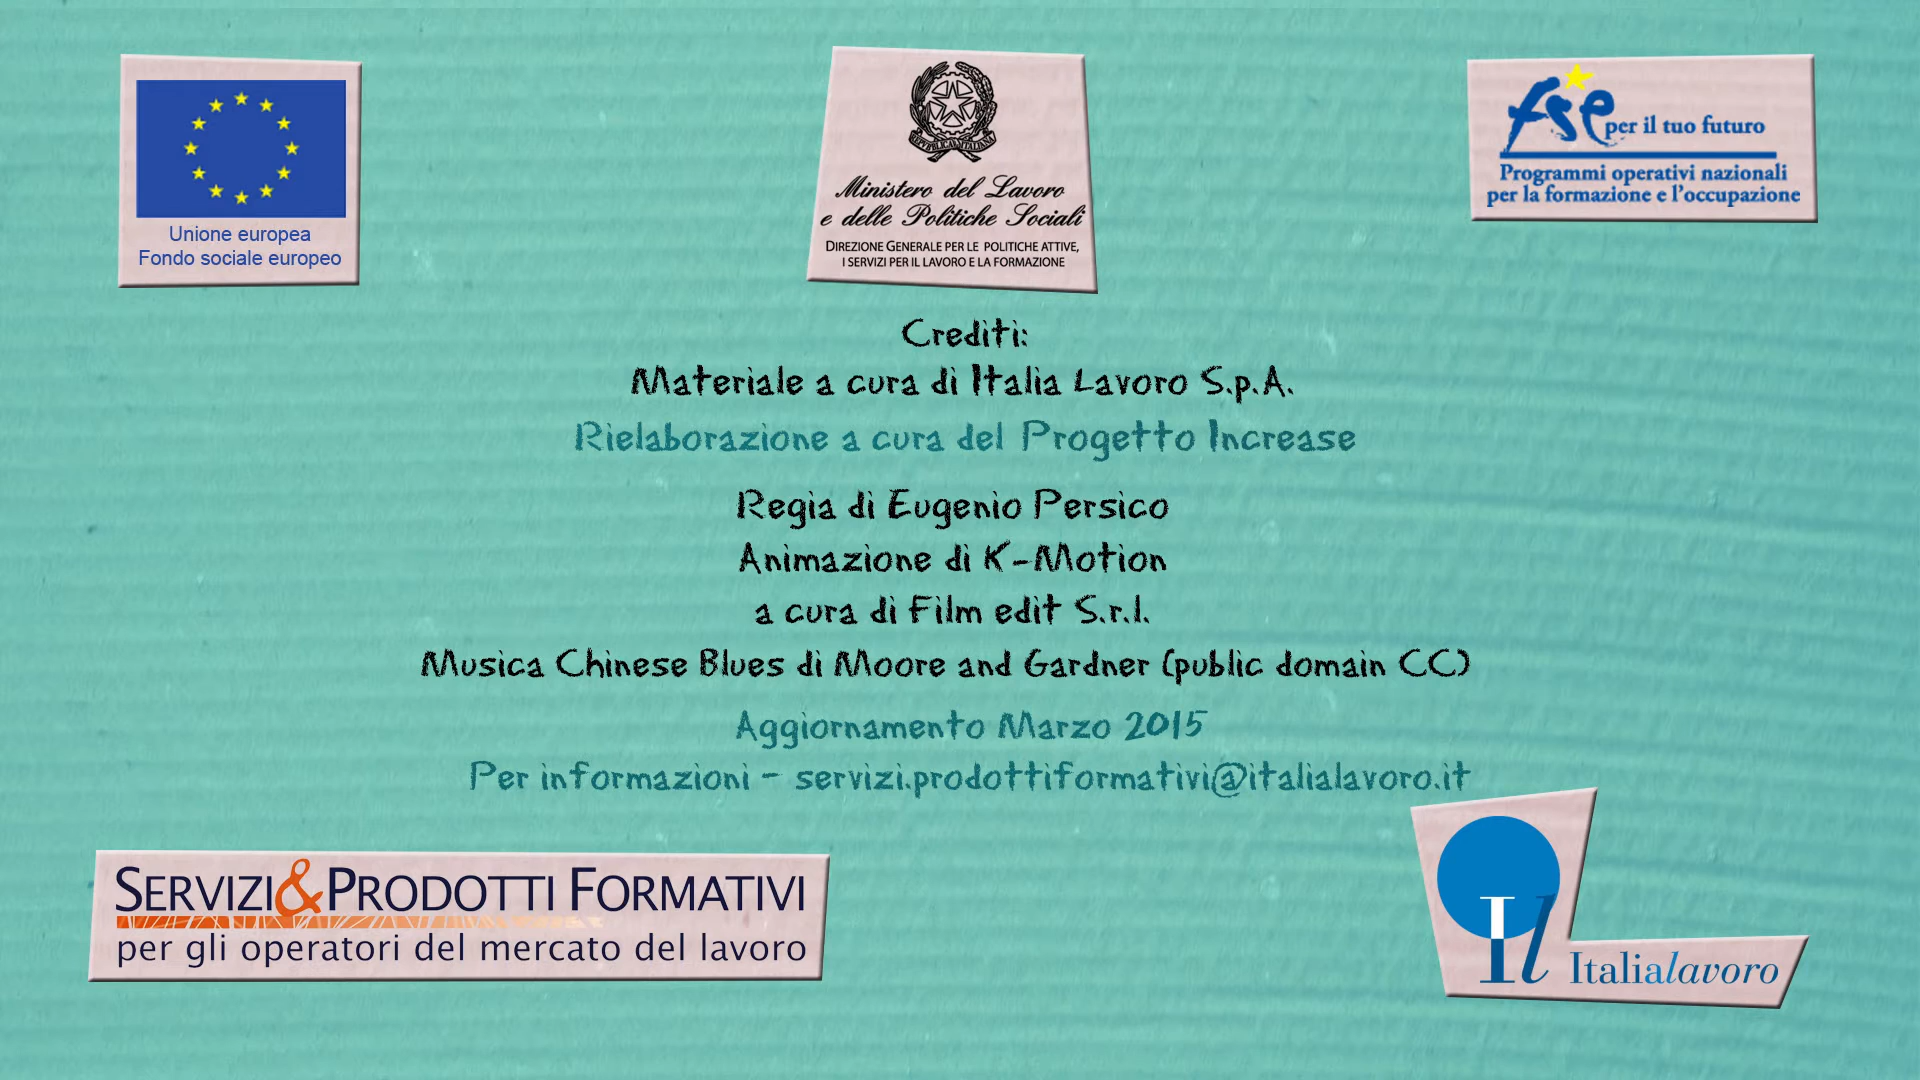 Unione europea
Fondo sociale europeo
REPVBBLICA ITALIANA
Ministero del Lavoro
e delle Politiche Sociali
DIREZIONE GENERALE PER LE POLITICHE ATTIVE,
I SERVIZI PER IL LAVORO E LA FORMAZIONE
fse per il tuo futuro
Programmi operativi nazionali
per la formazione e l'occupazione
Crediti:
Materiale a cura di Italia Lavoro S.p.A.
Rielaborazione a cura del Progetto Increase
Regia di Eugenio Persico
Animazione di K-Motion
a cura di Film edit S.r.l.
Musica Chinese Blues di Moore and Gardner (public domain CC)
Aggiornamento Marzo 2015
Per informazioni - servizi.prodottiformativi@italialavoro.it
SERVIZI&PRODOTTI FORMATIVI
per gli operatori del mercato del lavoro
Il Italialavoro